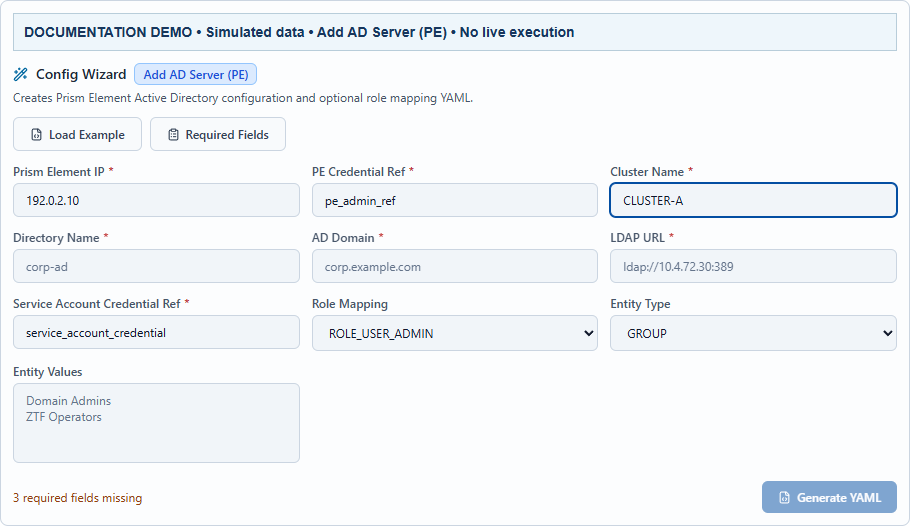 DOCUMENTATION DEMO • Simulated data • Add AD Server (PE) • No live execution
Config Wizard Add AD Server (PE)
Creates Prism Element Active Directory configuration and optional role mapping YAML.
Load Example Required Fields
Prism Element IP * PE Credential Ref * Cluster Name *
192.0.2.10 pe_admin_ref CLUSTER-A
Directory Name * AD Domain * LDAP URL *
corp-ad corp.example.com ldap://10.4.72.30:389
Service Account Credential Ref * Role Mapping Entity Type
service_account_credential ROLE_USER_ADMIN GROUP
Entity Values
Domain Admins
ZTF Operators
3 required fields missing Generate YAML